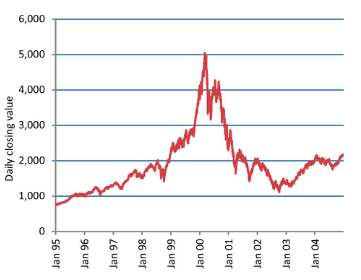 6,000
5,000
4,000
3,000
2,000
1,000
0
Daily closing value
Jan 95
Jan 96
Jan 97
Jan 98
Jan 99
Jan 00
Jan 01
Jan 02
Jan 03
Jan 04